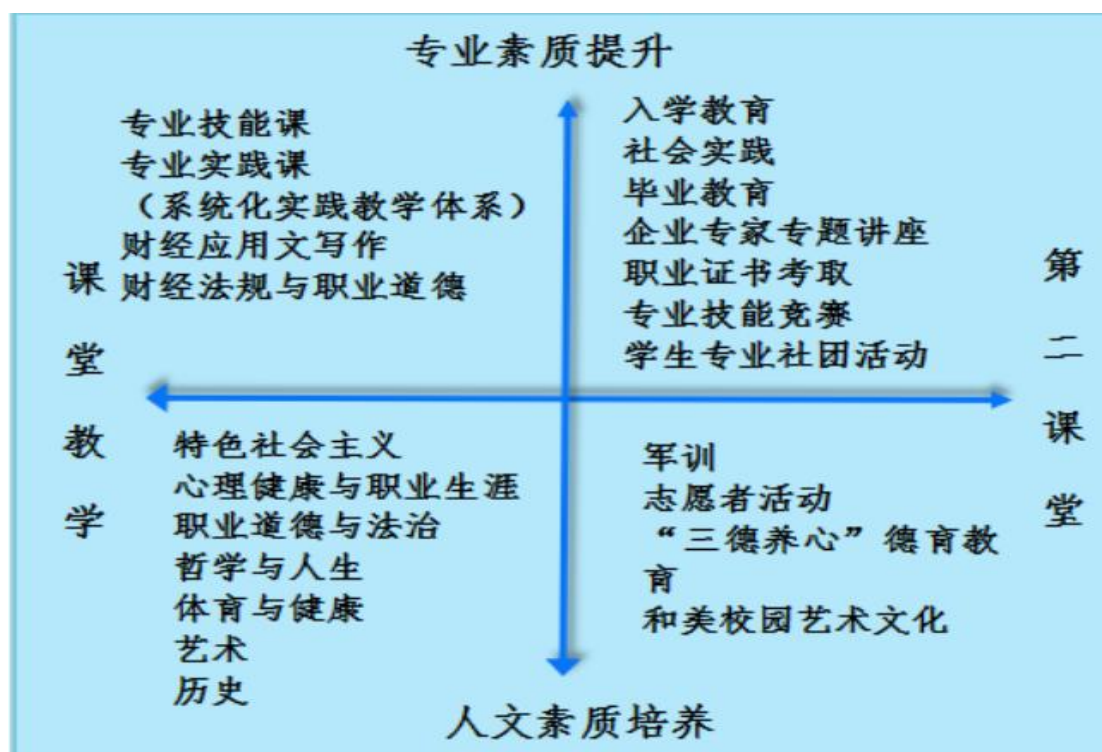 专业素质提升
专业技能课
专业实践课
（系统化实践教学体系）
财经应用文写作
财经法规与职业道德
入学教育
社会实践
毕业教育
企业专家专题讲座
职业证书考取
专业技能竞赛
学生专业社团活动
课堂教学
第二课堂
特色社会主义
心理健康与职业生涯
职业道德与法治
哲学与人生
体育与健康
艺术
历史
军训
志愿者活动
“三德养心”德育教
育
和美校园艺术文化
人文素质培养